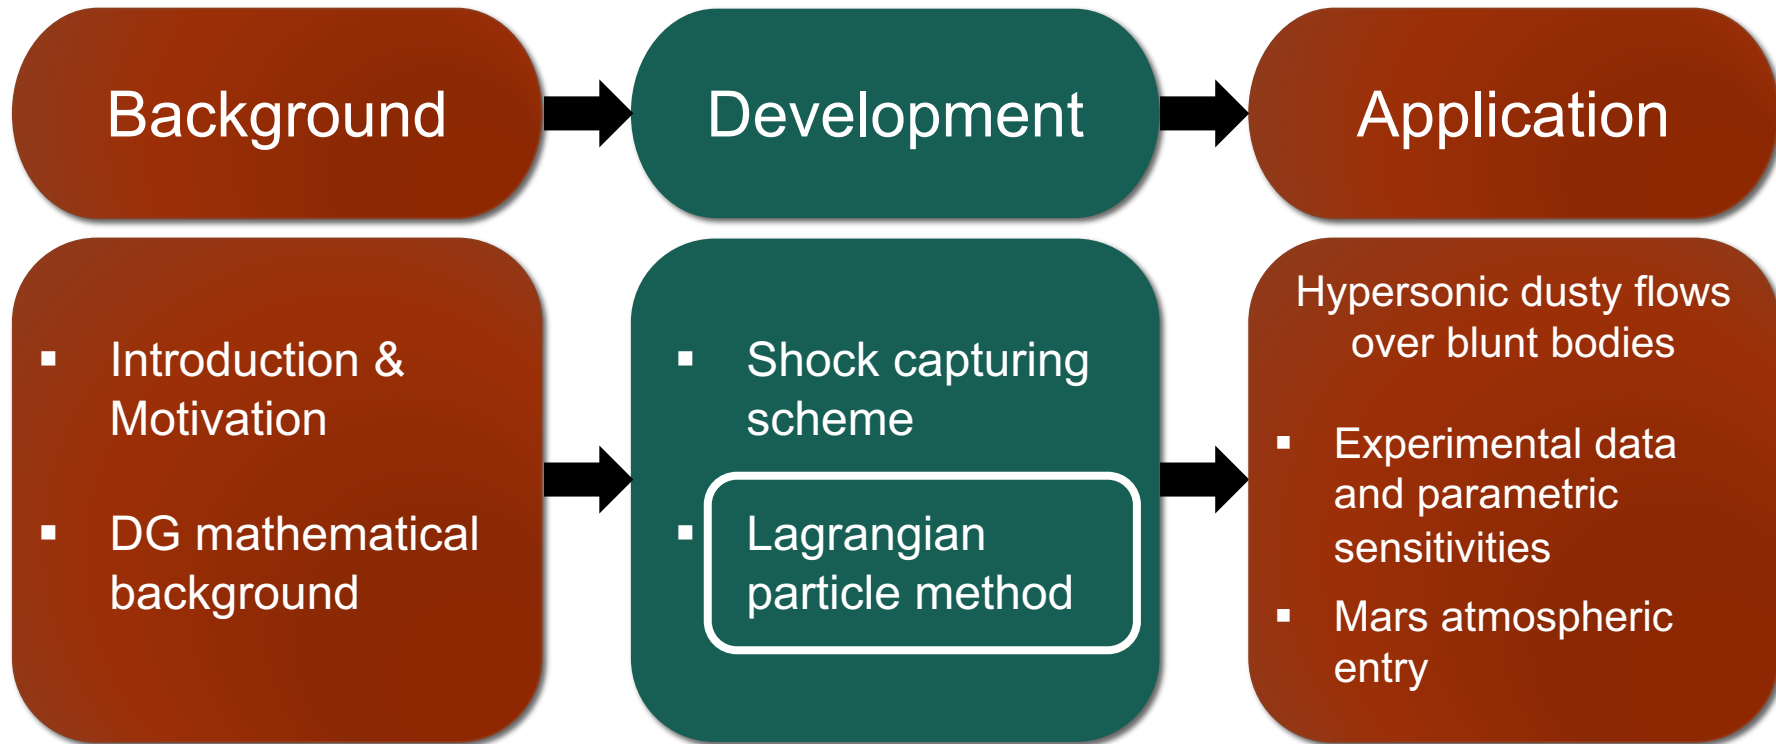 Background
Development
Application
▪ Introduction &
Motivation
▪ DG mathematical
background
▪ Shock capturing
scheme
▪ Lagrangian
particle method
Hypersonic dusty flows
over blunt bodies
▪ Experimental data
and parametric
sensitivities
▪ Mars atmospheric
entry